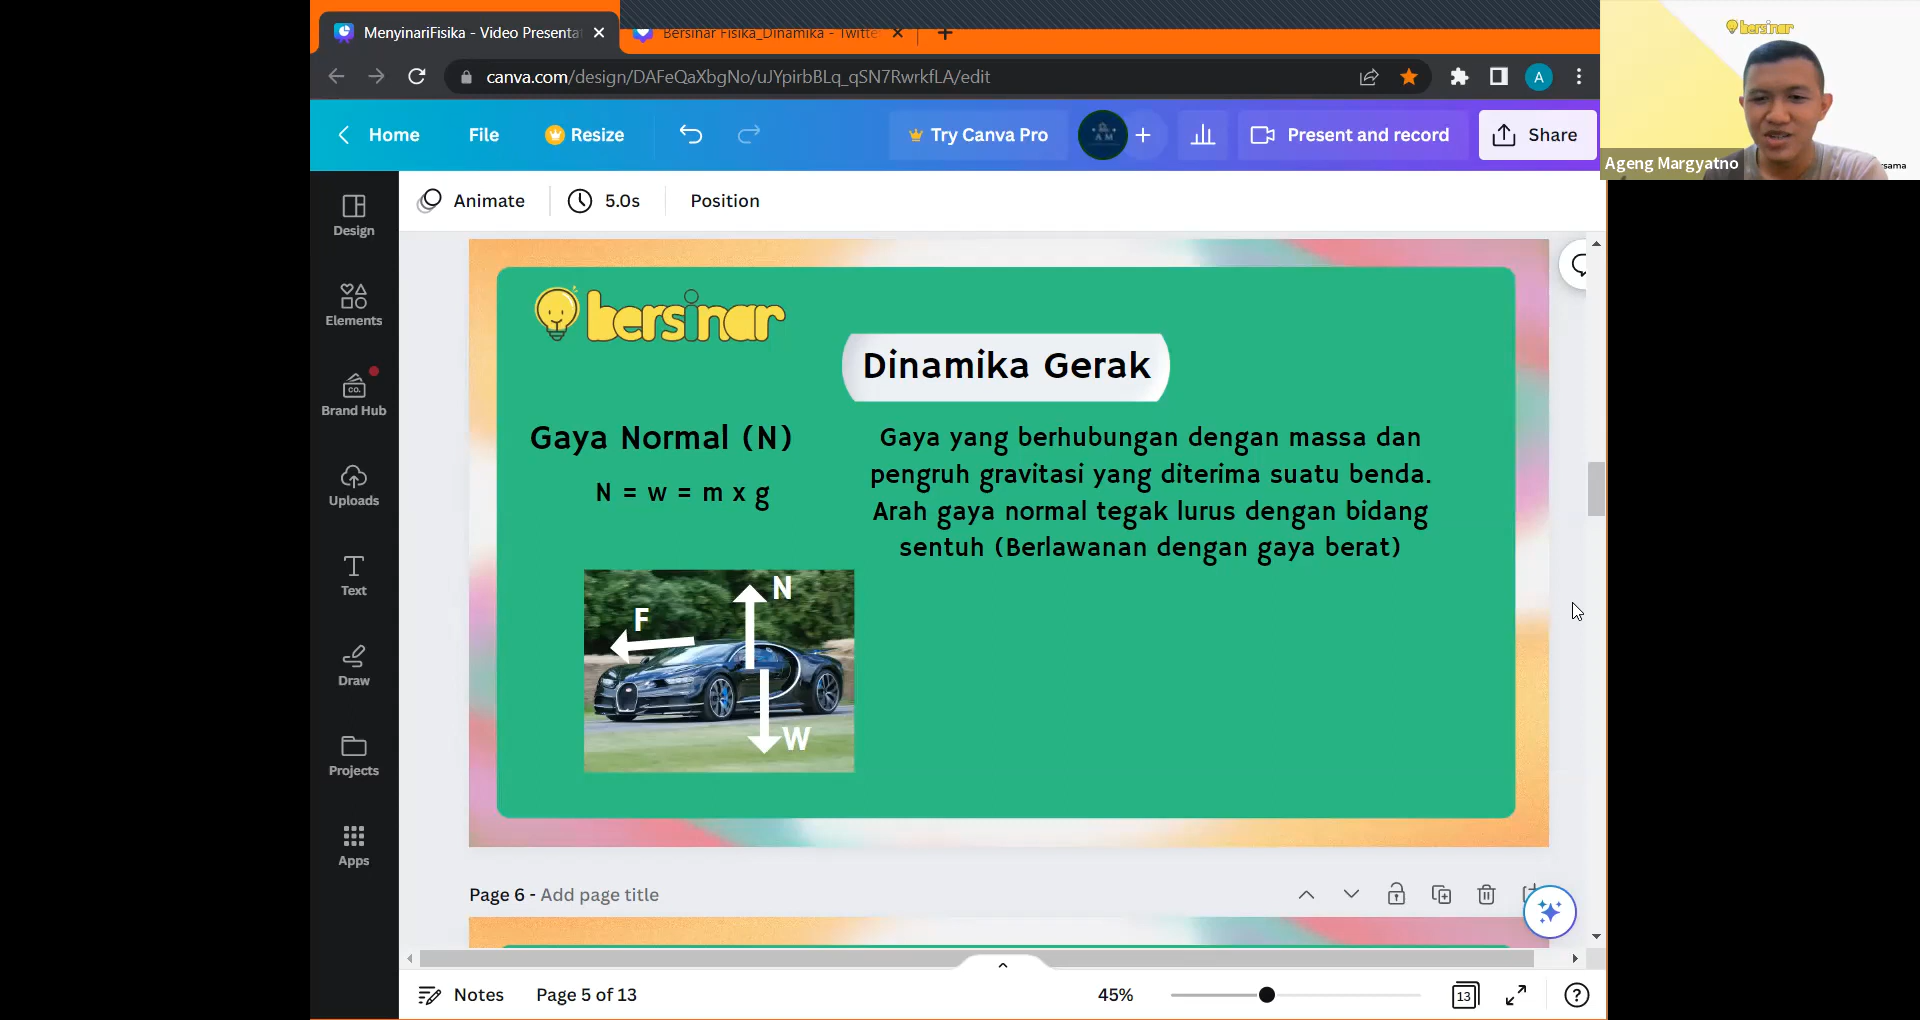 MenyinariFisika - Video Presenta
Bersinar Fisika_Dinamika - Twitte
canva.com/design/DAFeQaXbgNo/uJYpirbBLq_qSN7RwrkfLA/edit
A
Home
File
Resize
Try Canva Pro
A M
Present and record
Share
bersinar
Ageng Margyatno
rsama
Animate
5.0s
Position
Design
Elements
CO.
Brand Hub
Uploads
Text
Draw
Projects
Apps
bersinar
Dinamika Gerak
Gaya Normal (N)
N = w = m x g
Gaya yang berhubungan dengan massa dan
pengruh gravitasi yang diterima suatu benda.
Arah gaya normal tegak lurus dengan bidang
sentuh (Berlawanan dengan gaya berat)
N
F
W
Page 6 - Add page title
Notes
Page 5 of 13
45%
13